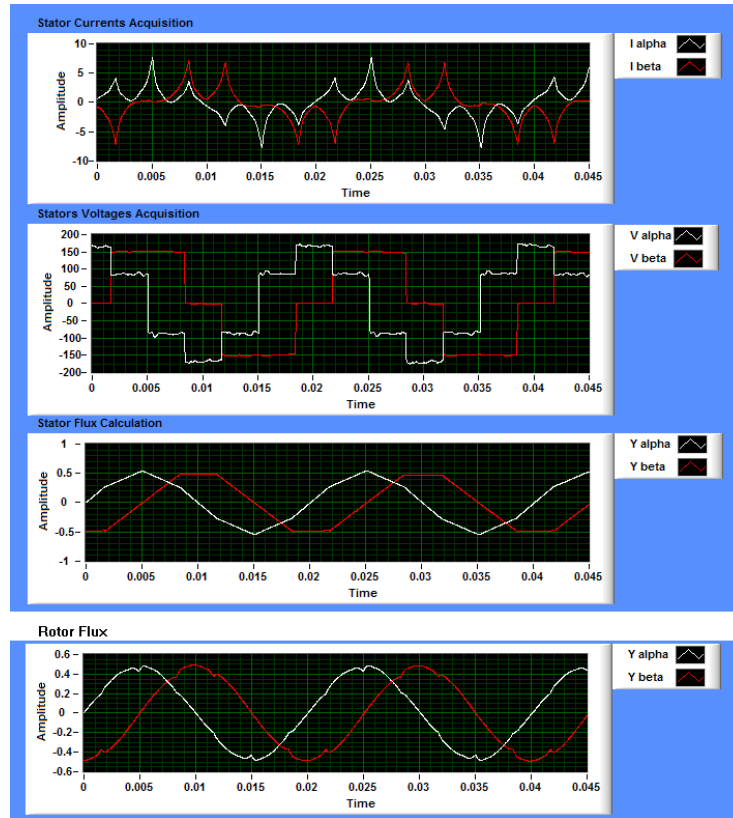 Stator Currents Acquisition
I alpha
I beta
Amplitude
10
5
0
-5
-10
0 0.005 0.01 0.015 0.02 0.025 0.03 0.035 0.04 0.045
Time
Stators Voltages Acquisition
V alpha
V beta
Amplitude
200
150
100
50
0
-50
-100
-150
-200
0 0.005 0.01 0.015 0.02 0.025 0.03 0.035 0.04 0.045
Time
Stator Flux Calculation
Y alpha
Y beta
Amplitude
1
0.5
0
-0.5
-1
0 0.005 0.01 0.015 0.02 0.025 0.03 0.035 0.04 0.045
Time
Rotor Flux
Y alpha
Y beta
Amplitude
0.6
0.4
0.2
0
-0.2
-0.4
-0.6
0 0.005 0.01 0.015 0.02 0.025 0.03 0.035 0.04 0.045
Time